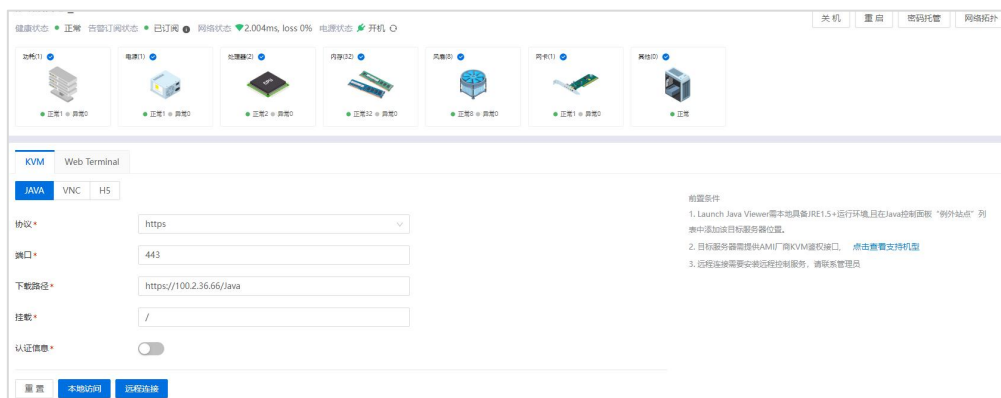 健康状态 正常 告警订阅状态 已订阅 网络状态 2.004ms, loss 0% 电源状态 开机
关机 重启 密码托管 网络拓扑
功耗(1) 电源(1) 处理器(2) 内存(32) 风扇(8) 网卡(1) 其他(0)
CPU
正常1 异常0 正常1 异常0 正常2 异常0 正常32 异常0 正常8 异常0 正常1 异常0 正常
KVM Web Terminal
JAVA VNC H5
协议* https
端口* 443
下载路径* https://100.2.36.66/Java
挂载* /
认证信息*
重置 本地访问 远程连接
前置条件
1. Launch Java Viewer需本地具备JRE1.5+运行环境,且在Java控制面板“例外站点”列
表中添加该目标服务器位置。
2. 目标服务器需提供AMI厂商KVM鉴权接口, 点击查看支持机型
3. 远程连接需要安装远程控制服务，请联系管理员